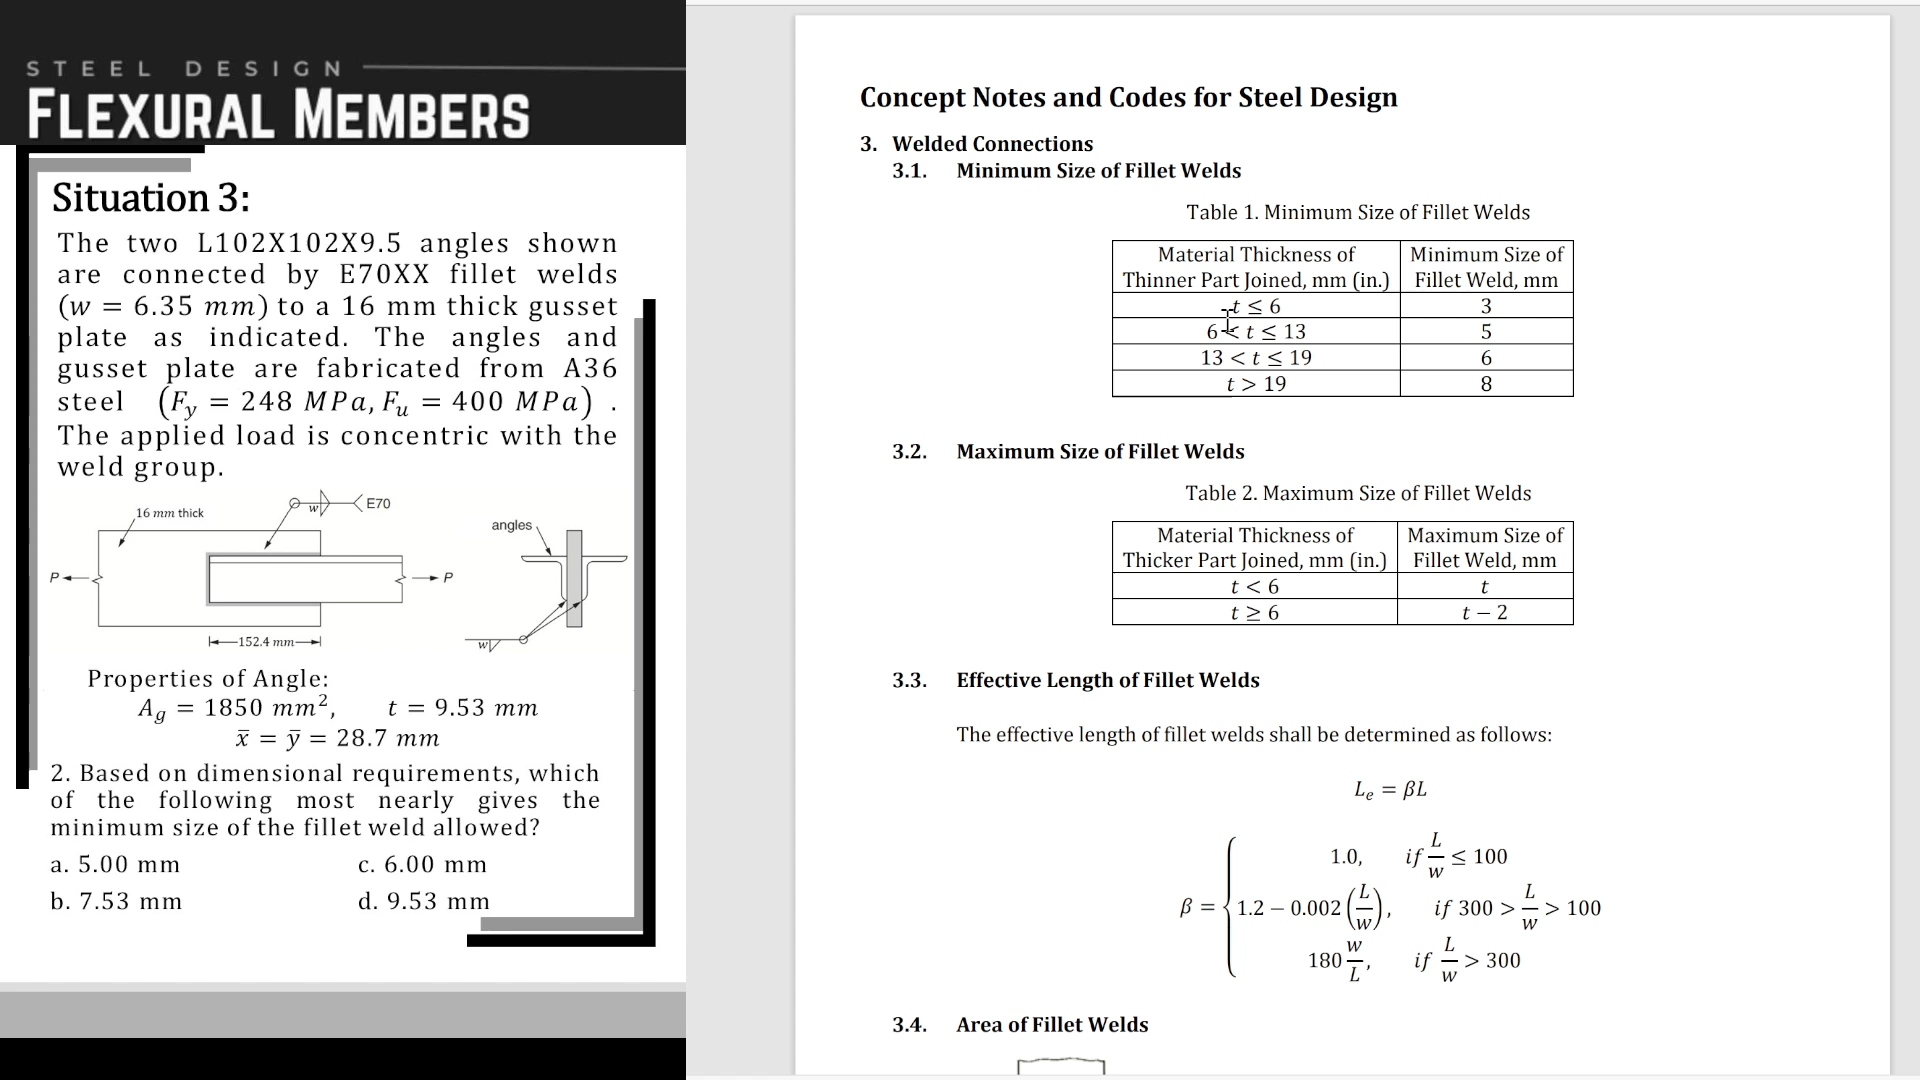 STEEL DESIGN
FLEXURAL MEMBERS
Situation 3:
The two L102X102X9.5 angles shown
are connected by E70XX fillet welds
(w = 6.35 mm) to a 16 mm thick gusset
plate as indicated. The angles and
gusset plate are fabricated from A36
steel (F_y = 248 MPa, F_u = 400 MPa) .
The applied load is concentric with the
weld group.
16 mm thick
w
E70
angles
P
P
152.4 mm
w
Properties of Angle:
A_g = 1850 mm², t = 9.53 mm
x̄ = ȳ = 28.7 mm
2. Based on dimensional requirements, which
of the following most nearly gives the
minimum size of the fillet weld allowed?
a. 5.00 mm c. 6.00 mm
b. 7.53 mm d. 9.53 mm
Concept Notes and Codes for Steel Design
3. Welded Connections
3.1. Minimum Size of Fillet Welds
Table 1. Minimum Size of Fillet Welds
Material Thickness of Minimum Size of
Thinner Part Joined, mm (in.) Fillet Weld, mm
t ≤ 6 3
6 < t ≤ 13 5
13 < t ≤ 19 6
t > 19 8
3.2. Maximum Size of Fillet Welds
Table 2. Maximum Size of Fillet Welds
Material Thickness of Maximum Size of
Thicker Part Joined, mm (in.) Fillet Weld, mm
t < 6 t
t ≥ 6 t − 2
3.3. Effective Length of Fillet Welds
The effective length of fillet welds shall be determined as follows:
L_e = βL
β = { 1.0, if L/w ≤ 100
1.2 − 0.002 (L/w), if 300 > L/w > 100
180 w/L, if L/w > 300
3.4. Area of Fillet Welds